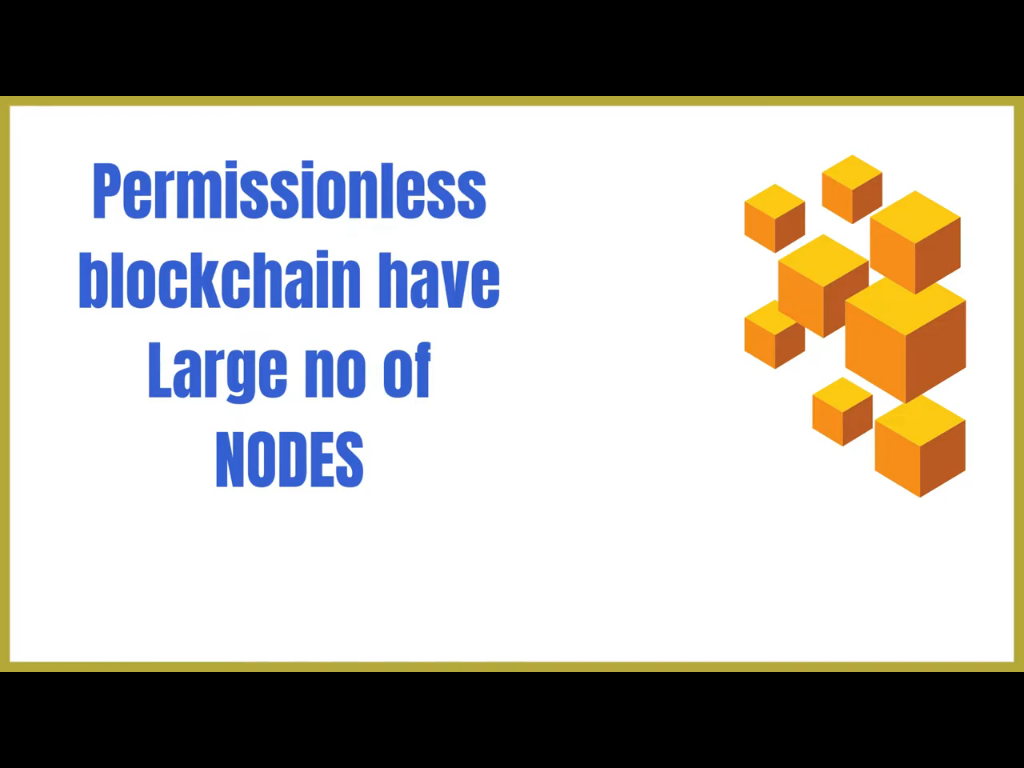 Permissionless
blockchain have
Large no of
NODES